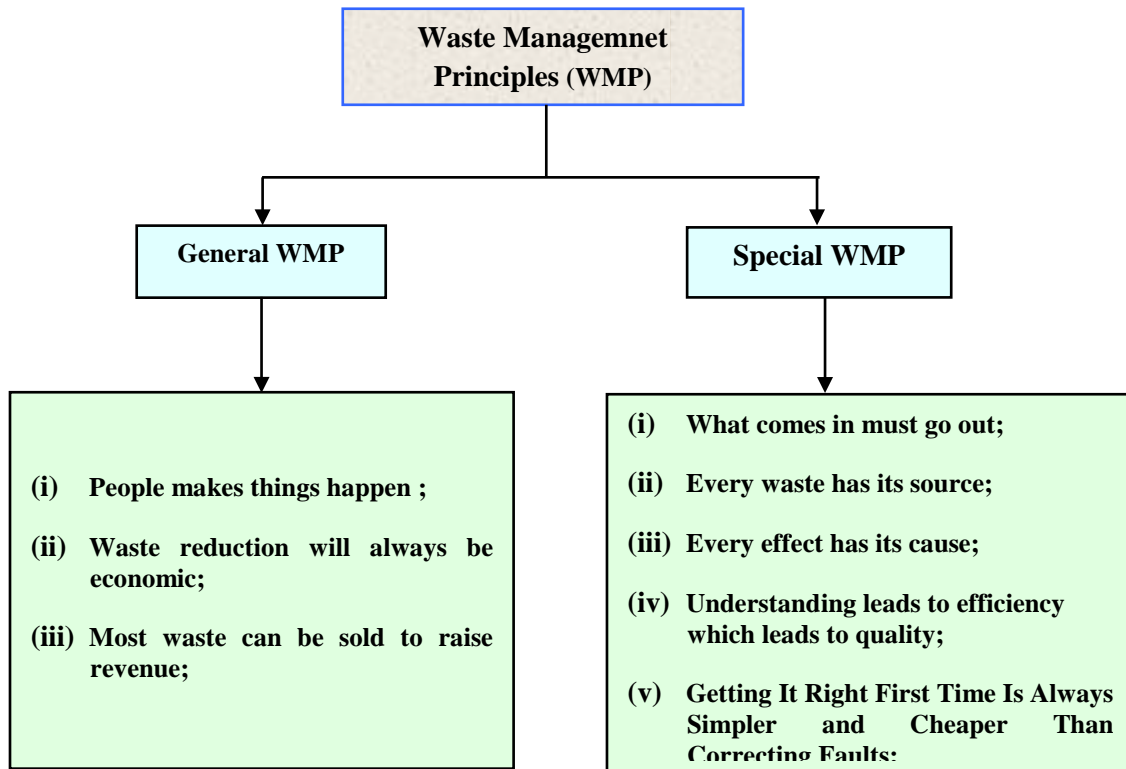 Waste Managemnet
Principles (WMP)
General WMP
Special WMP
(i) People makes things happen ;
(ii) Waste reduction will always be
economic;
(iii) Most waste can be sold to raise
revenue;
(i) What comes in must go out;
(ii) Every waste has its source;
(iii) Every effect has its cause;
(iv) Understanding leads to efficiency
which leads to quality;
(v) Getting It Right First Time Is Always
Simpler and Cheaper Than
Correcting Faults;